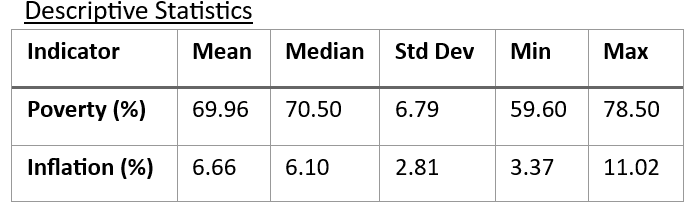 Descriptive Statistics
Indicator Mean Median Std Dev Min Max
Poverty (%) 69.96 70.50 6.79 59.60 78.50
Inflation (%) 6.66 6.10 2.81 3.37 11.02